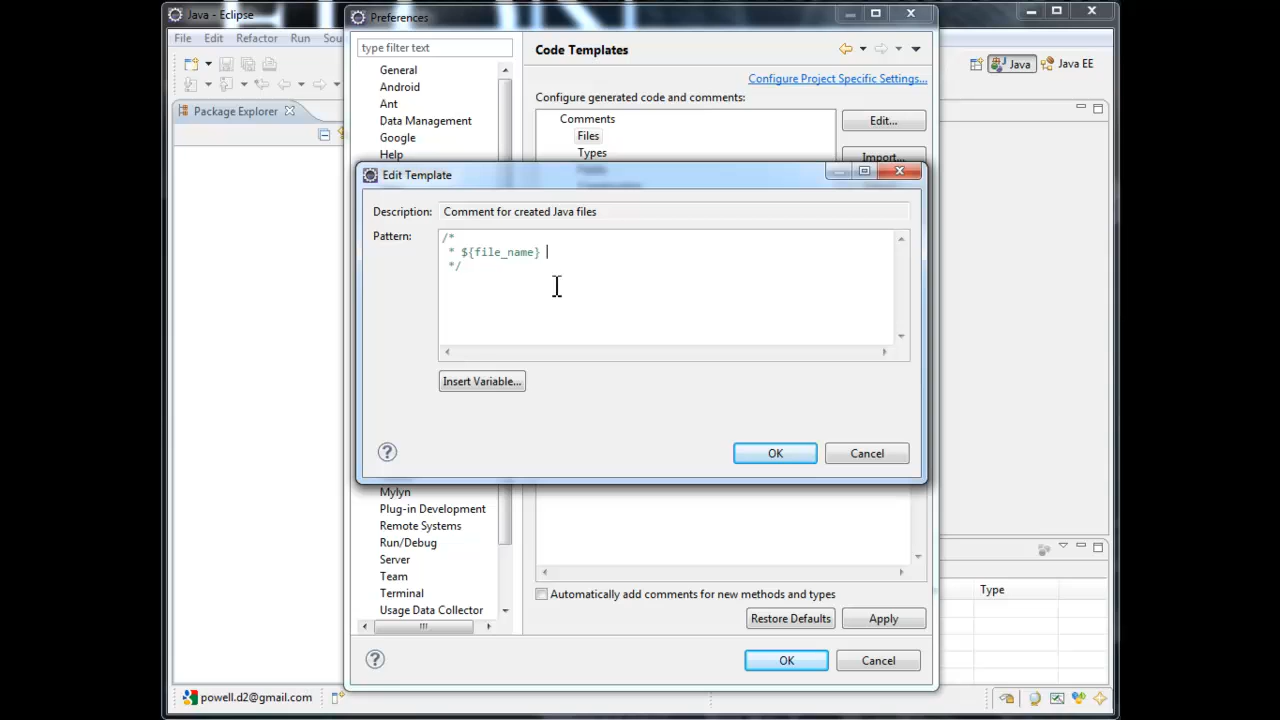 Java - Eclipse
Preferences
File Edit Refactor Run Sou
type filter text
Code Templates
Java
Java EE
Configure Project Specific Settings...
Package Explorer
General
Android
Ant
Data Management
Google
Help
Configure generated code and comments:
Comments
Files
Types
Edit...
Import...
Edit Template
Description: Comment for created Java files
Pattern:
/*
* ${file_name}
*/
Insert Variable...
OK
Cancel
Mylyn
Plug-in Development
Remote Systems
Run/Debug
Server
Team
Terminal
Usage Data Collector
Type
Automatically add comments for new methods and types
Restore Defaults
Apply
OK
Cancel
powell.d2@gmail.com